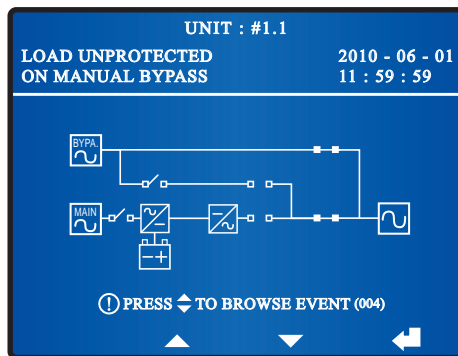 UNIT : #1.1
LOAD UNPROTECTED 2010 - 06 - 01
ON MANUAL BYPASS 11 : 59 : 59
BYPA.
MAIN
PRESS TO BROWSE EVENT (004)